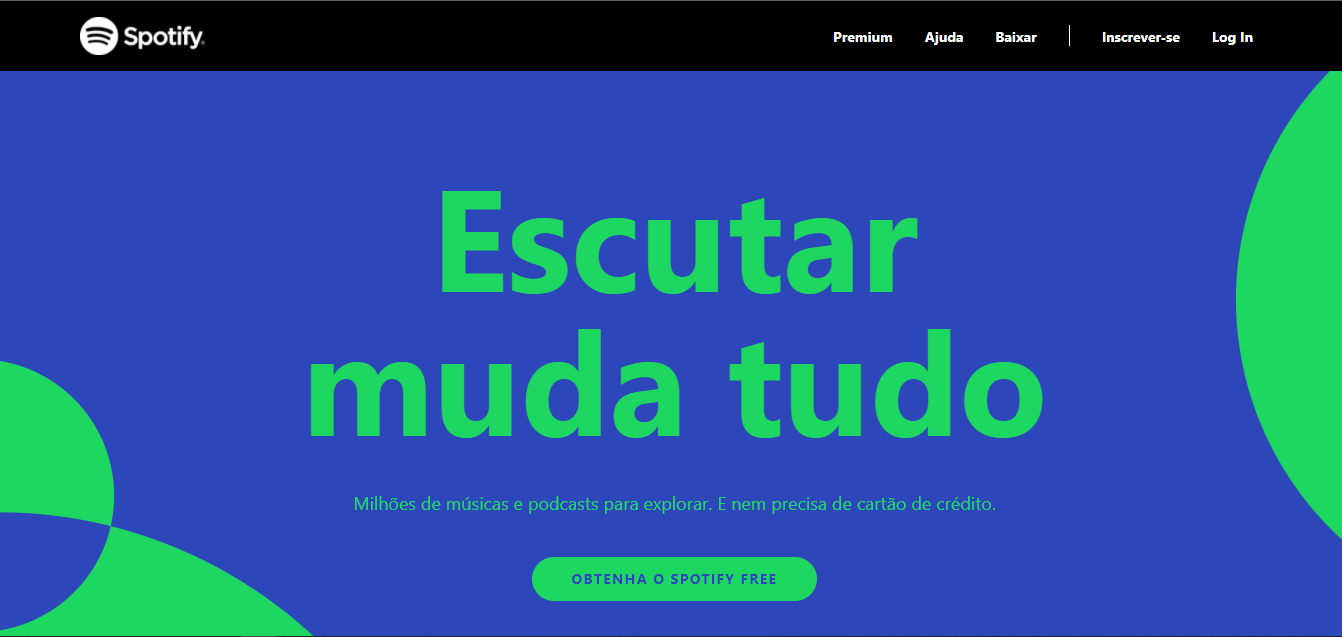 Spotify
Premium Ajuda Baixar Inscrever-se Log In
Escutar
muda tudo
Milhões de músicas e podcasts para explorar. E nem precisa de cartão de crédito.
OBTENHA O SPOTIFY FREE